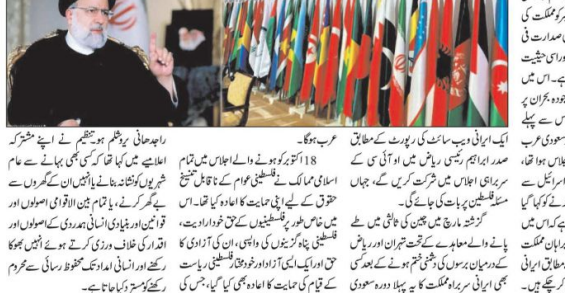 ایک ایرانی ویب سائٹ کی رپورٹ کے مطابق
صدر ابراہیم رئیسی ریاض میں او آئی سی کے
سربراہی اجلاس میں شرکت کریں گے، جہاں
مسئلہ فلسطین پر بات کی جائے گی۔
گزشتہ مارچ میں چین کی ثالثی میں طے
پانے والے معاہدے کے تحت تہران اور ریاض
کے درمیان برسوں کی دشمنی ختم ہونے کے بعد کسی
بھی ایرانی سربراہ مملکت کا یہ پہلا دورہ سعودی
عرب ہوگا۔
18 اکتوبر کو ہونے والے اجلاس میں تمام
اسلامی ممالک نے فلسطینی عوام کے ناقابل تنسیخ
حقوق کے لیے اپنی حمایت کا اعادہ کیا تھا۔ اس
میں خاص طور پر فلسطینیوں کے حق خودارادیت،
فلسطینی پناہ گزینوں کی واپسی، ان کی آزادی کا
حق اور ایک ایسی آزاد اور خودمختار فلسطینی ریاست
کے قیام کی حمایت کا اعادہ بھی کیا گیا، جس کی
راجدھانی یروشلم ہو۔ تنظیم نے اپنے مشترکہ
اعلامیے میں کہا تھا کہ کسی بھی بہانے سے عام
شہریوں کو نشانہ بنانے یا انہیں ان کے گھروں سے
بے گھر کرنے، یا تمام بین الاقوامی اصولوں اور
قوانین اور بنیادی انسانی ہمدردی کے اصولوں اور
اقدار کی خلاف ورزی کرتے ہوئے انہیں بھوکا
رکھنے اور انسانی امداد تک محفوظ رسائی سے محروم
رکھنے کو مسترد کیا جاتا ہے۔